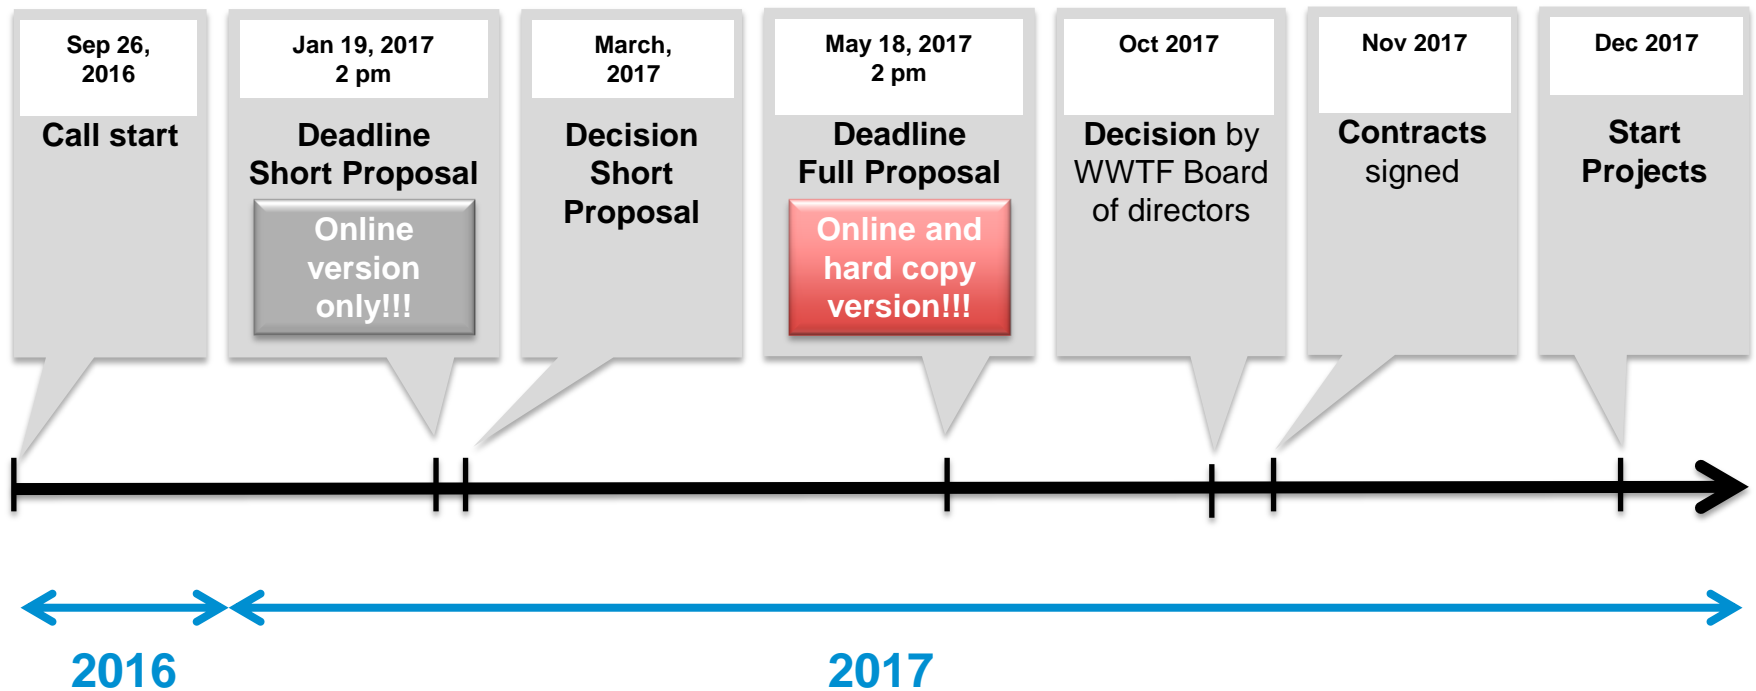 Sep 26,
2016
Call start
Jan 19, 2017
2 pm
Deadline
Short Proposal
Online
version
only!!!
March,
2017
Decision
Short
Proposal
May 18, 2017
2 pm
Deadline
Full Proposal
Online and
hard copy
version!!!
Oct 2017
Decision by
WWTF Board
of directors
Nov 2017
Contracts
signed
Dec 2017
Start
Projects
2016
2017